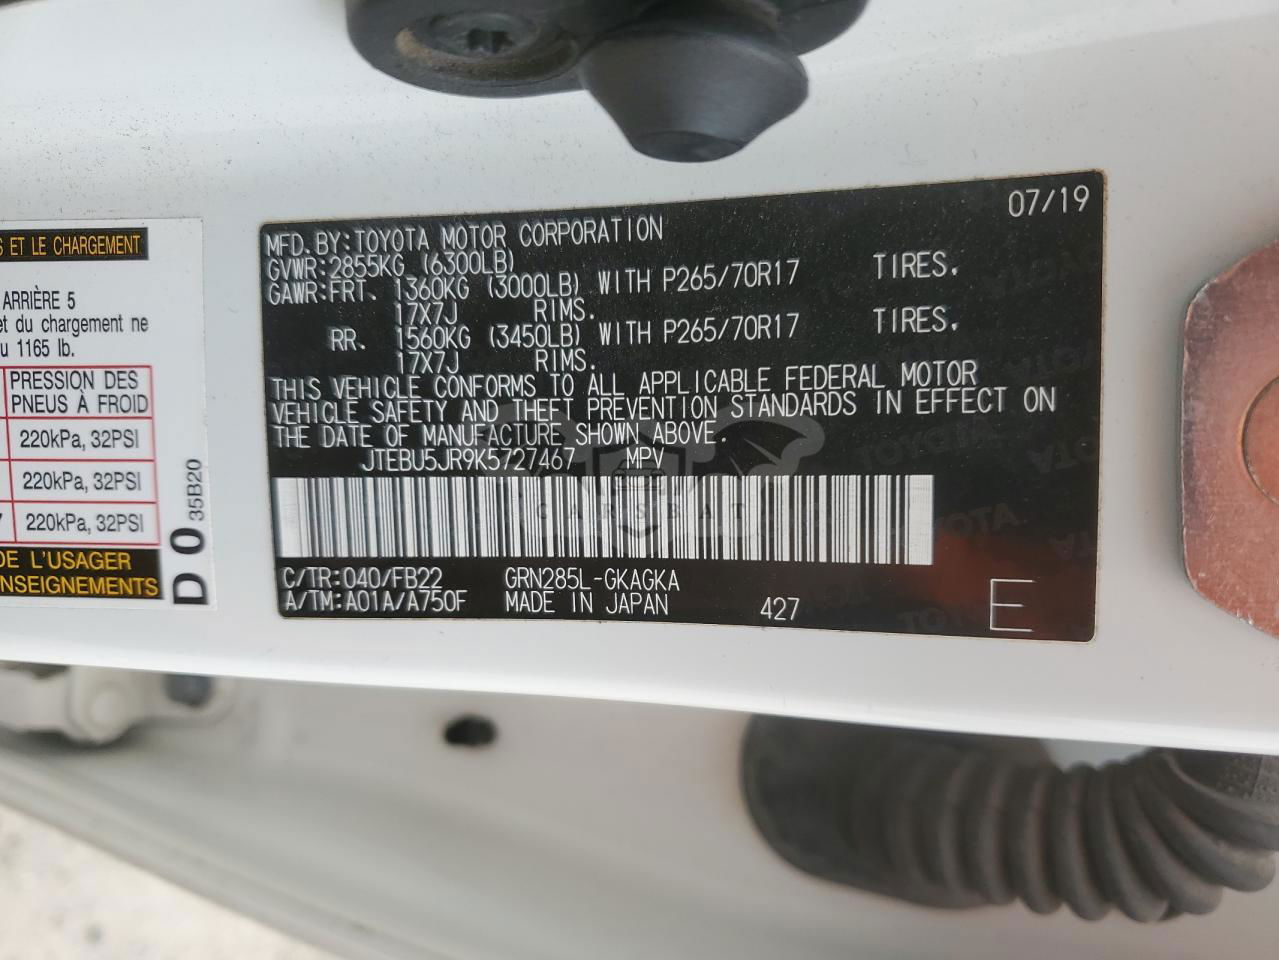 S ET LE CHARGEMENT
ARRIÈRE 5
et du chargement ne
u 1165 lb.
PRESSION DES
PNEUS À FROID
220kPa, 32PSI
220kPa, 32PSI
7 220kPa, 32PSI
DE L'USAGER
ENSEIGNEMENTS
D 0 35B20
07/19
MFD. BY:TOYOTA MOTOR CORPORATION
GVWR:2855KG (6300LB)
GAWR:FRT. 1360KG (3000LB) WITH P265/70R17 TIRES.
17X7J RIMS.
RR. 1560KG (3450LB) WITH P265/70R17 TIRES.
17X7J RIMS.
THIS VEHICLE CONFORMS TO ALL APPLICABLE FEDERAL MOTOR
VEHICLE SAFETY AND THEFT PREVENTION STANDARDS IN EFFECT ON
THE DATE OF MANUFACTURE SHOWN ABOVE.
JTEBU5JR9K5727467 MPV
CARSBAT
C/TR:040/FB22 GRN285L-GKAGKA
A/TM:A01A/A750F MADE IN JAPAN 427 E